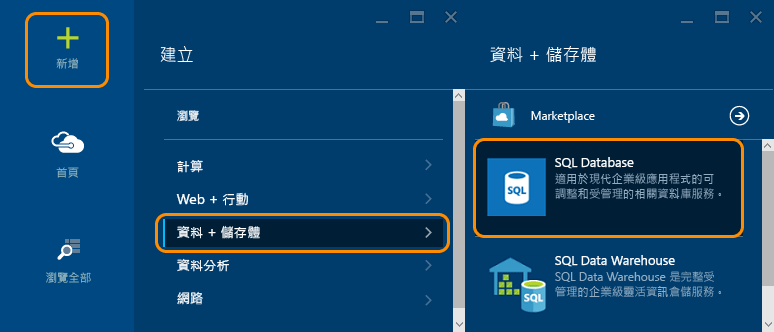 新增
首頁
瀏覽全部
建立
瀏覽
計算
Web + 行動
資料 + 儲存體
資料分析
網路
資料 + 儲存體
Marketplace
SQL
SQL Database
適用於現代企業級應用程式的可
調整和受管理的相關資料庫服務。
SQL
SQL Data Warehouse
SQL Data Warehouse 是完整受
管理的企業級靈活資訊倉儲服務。